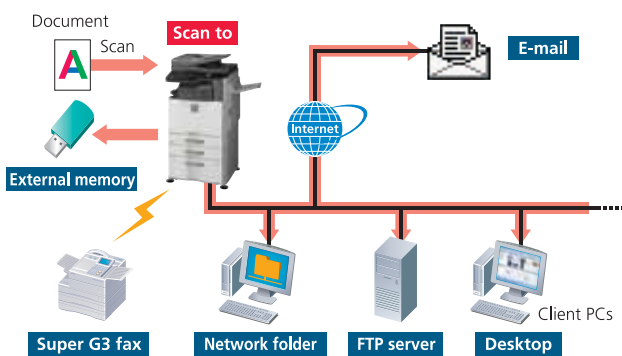 Document
Scan to
Scan
A
E-mail
Internet
External memory
Client PCs
Super G3 fax
Network folder
FTP server
Desktop